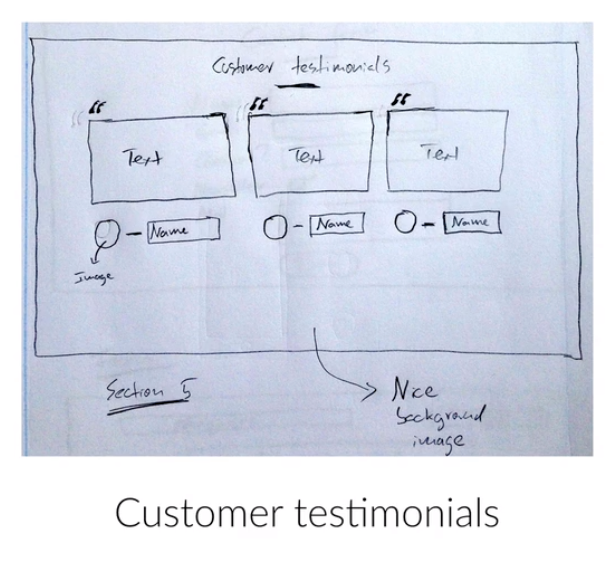 Customer testimonials
“ “ “
Text Text Text
Name Name Name
Image
Section 5
Nice
background
image
Customer testimonials